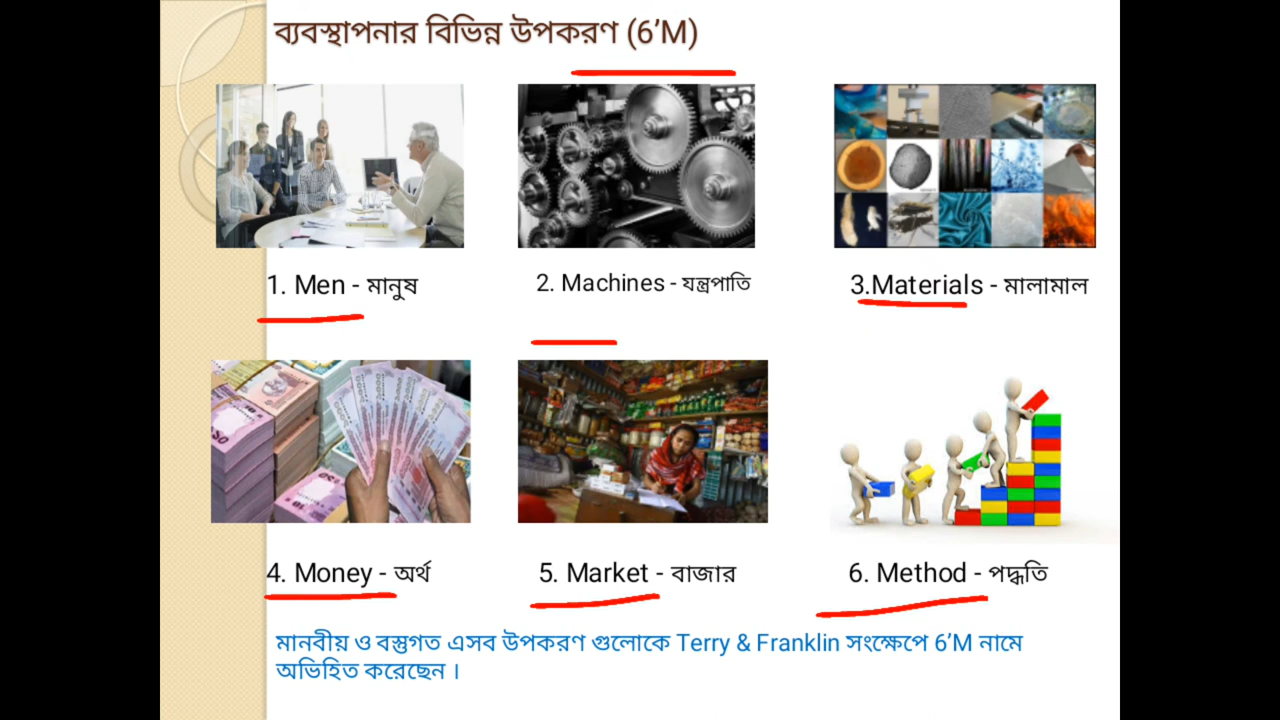 ব্যবস্থাপনার বিভিন্ন উপকরণ (6’M)
1. Men - মানুষ
2. Machines - যন্ত্রপাতি
3.Materials - মালামাল
4. Money - অর্থ
5. Market - বাজার
6. Method - পদ্ধতি
মানবীয় ও বস্তুগত এসব উপকরণ গুলোকে Terry & Franklin সংক্ষেপে 6’M নামে
অভিহিত করেছেন ।